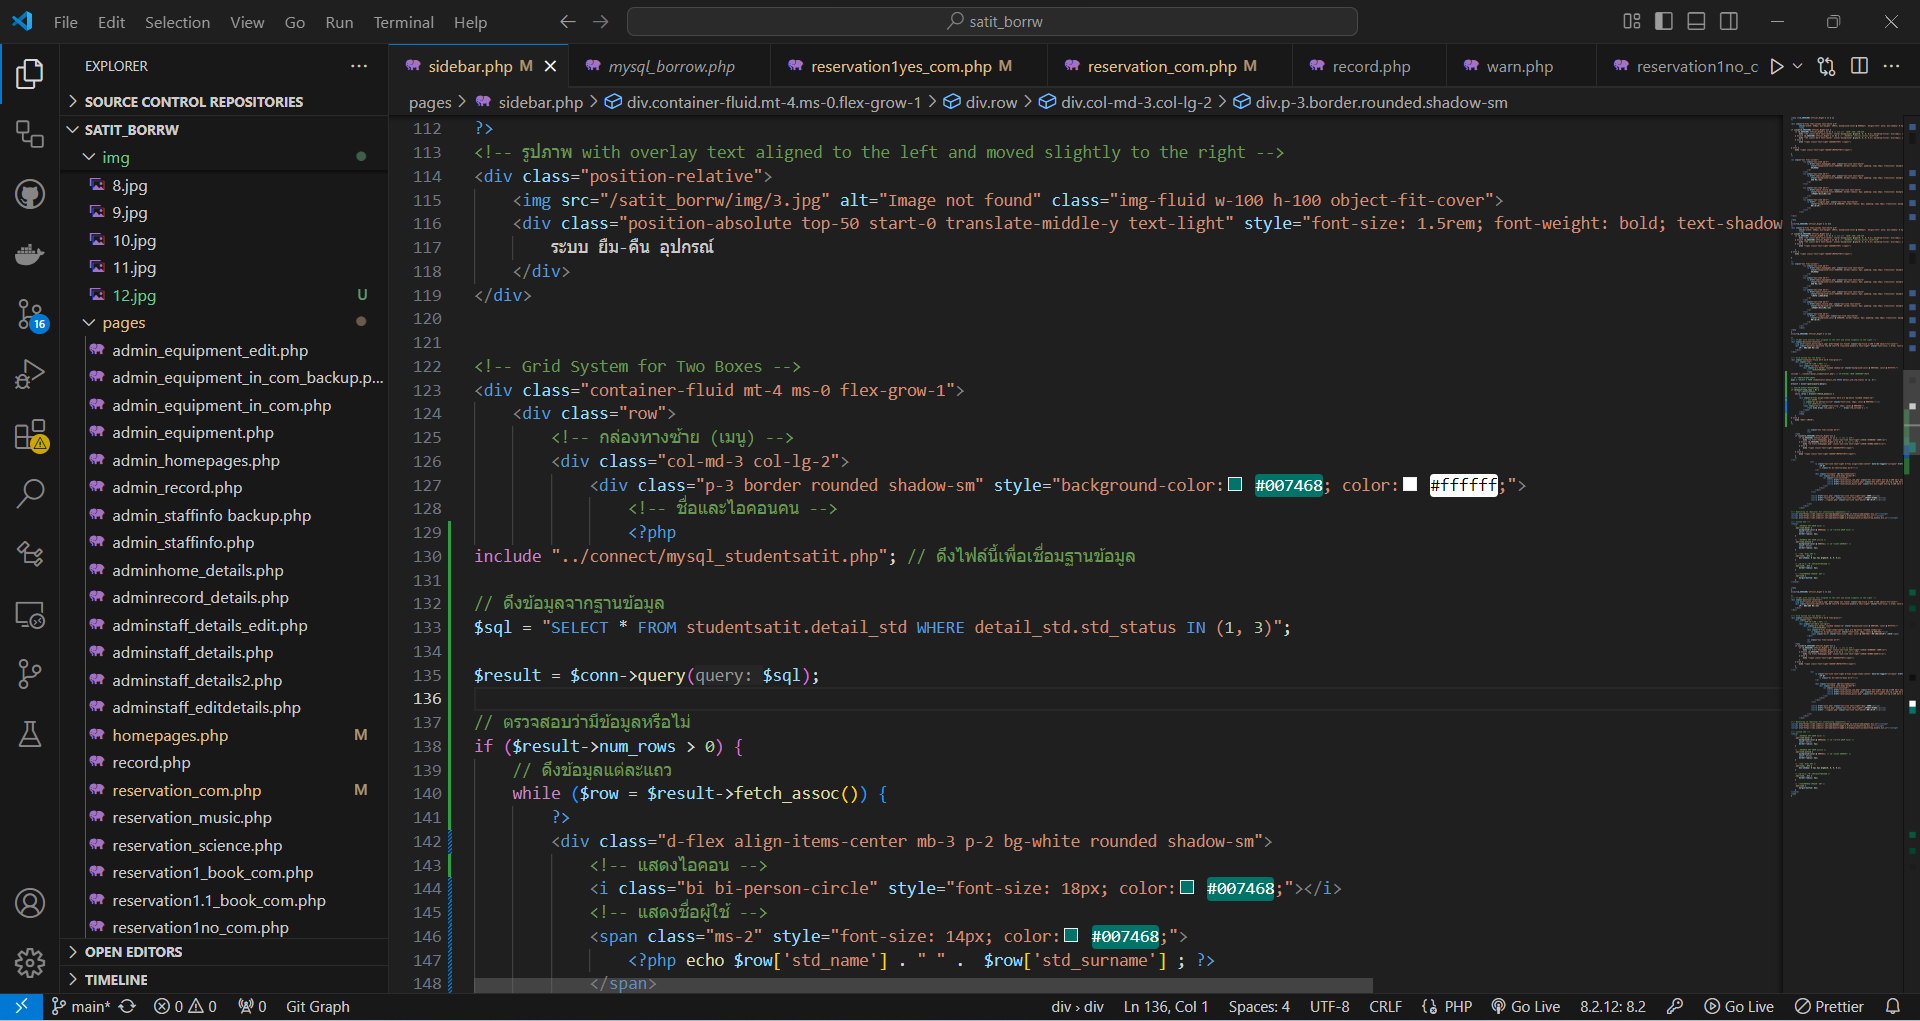 File Edit Selection View Go Run Terminal Help
satit_borrw
EXPLORER
SOURCE CONTROL REPOSITORIES
SATIT_BORRW
img
8.jpg
9.jpg
10.jpg
11.jpg
12.jpg U
pages
admin_equipment_edit.php
admin_equipment_in_com_backup.p...
admin_equipment_in_com.php
admin_equipment.php
admin_homepages.php
admin_record.php
admin_staffinfo backup.php
admin_staffinfo.php
adminhome_details.php
adminrecord_details.php
adminstaff_details_edit.php
adminstaff_details.php
adminstaff_details2.php
adminstaff_editdetails.php
homepages.php M
record.php
reservation_com.php M
reservation_music.php
reservation_science.php
reservation1_book_com.php
reservation1.1_book_com.php
reservation1no_com.php
OPEN EDITORS
TIMELINE
16
sidebar.php M mysql_borrow.php reservation1yes_com.php M reservation_com.php M record.php warn.php reservation1no_c
pages > sidebar.php > div.container-fluid.mt-4.ms-0.flex-grow-1 > div.row > div.col-md-3.col-lg-2 > div.p-3.border.rounded.shadow-sm
112 ?>
113 <!-- รูปภาพ with overlay text aligned to the left and moved slightly to the right -->
114 <div class="position-relative">
115 <img src="/satit_borrw/img/3.jpg" alt="Image not found" class="img-fluid w-100 h-100 object-fit-cover">
116 <div class="position-absolute top-50 start-0 translate-middle-y text-light" style="font-size: 1.5rem; font-weight: bold; text-shadow
117 ระบบ ยืม-คืน อุปกรณ์
118 </div>
119 </div>
120
121
122 <!-- Grid System for Two Boxes -->
123 <div class="container-fluid mt-4 ms-0 flex-grow-1">
124 <div class="row">
125 <!-- กล่องทางซ้าย (เมนู) -->
126 <div class="col-md-3 col-lg-2">
127 <div class="p-3 border rounded shadow-sm" style="background-color: #007468; color: #ffffff;">
128 <!-- ชื่อและไอคอนคน -->
129 <?php
130 include "../connect/mysql_studentsatit.php"; // ดึงไฟล์นี้เพื่อเชื่อมฐานข้อมูล
131
132 // ดึงข้อมูลจากฐานข้อมูล
133 $sql = "SELECT * FROM studentsatit.detail_std WHERE detail_std.std_status IN (1, 3)";
134
135 $result = $conn->query(query: $sql);
136
137 // ตรวจสอบว่ามีข้อมูลหรือไม่
138 if ($result->num_rows > 0) {
139 // ดึงข้อมูลแต่ละแถว
140 while ($row = $result->fetch_assoc()) {
141 ?>
142 <div class="d-flex align-items-center mb-3 p-2 bg-white rounded shadow-sm">
143 <!-- แสดงไอคอน -->
144 <i class="bi bi-person-circle" style="font-size: 18px; color: #007468;"></i>
145 <!-- แสดงชื่อผู้ใช้ -->
146 <span class="ms-2" style="font-size: 14px; color: #007468;">
147 <?php echo $row['std_name'] . " " . $row['std_surname'] ; ?>
148 </span>
main* 0 0 0 Git Graph div › div Ln 136, Col 1 Spaces: 4 UTF-8 CRLF PHP Go Live 8.2.12: 8.2 Go Live Prettier